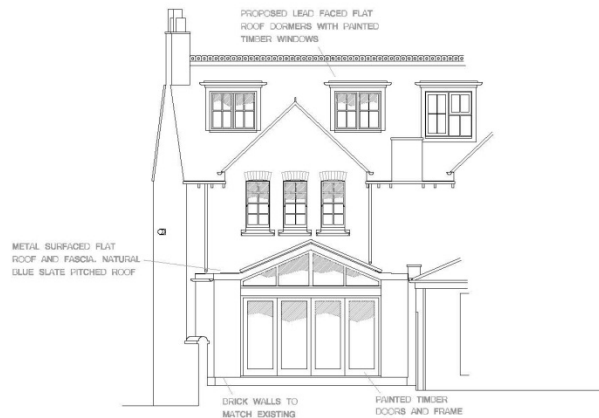 PROPOSED LEAD FACED FLAT
ROOF DORMERS WITH PAINTED
TIMBER WINDOWS
METAL SURFACED FLAT
ROOF AND FASCIA. NATURAL
BLUE SLATE PITCHED ROOF
BRICK WALLS TO
MATCH EXISTING
PAINTED TIMBER
DOORS AND FRAME